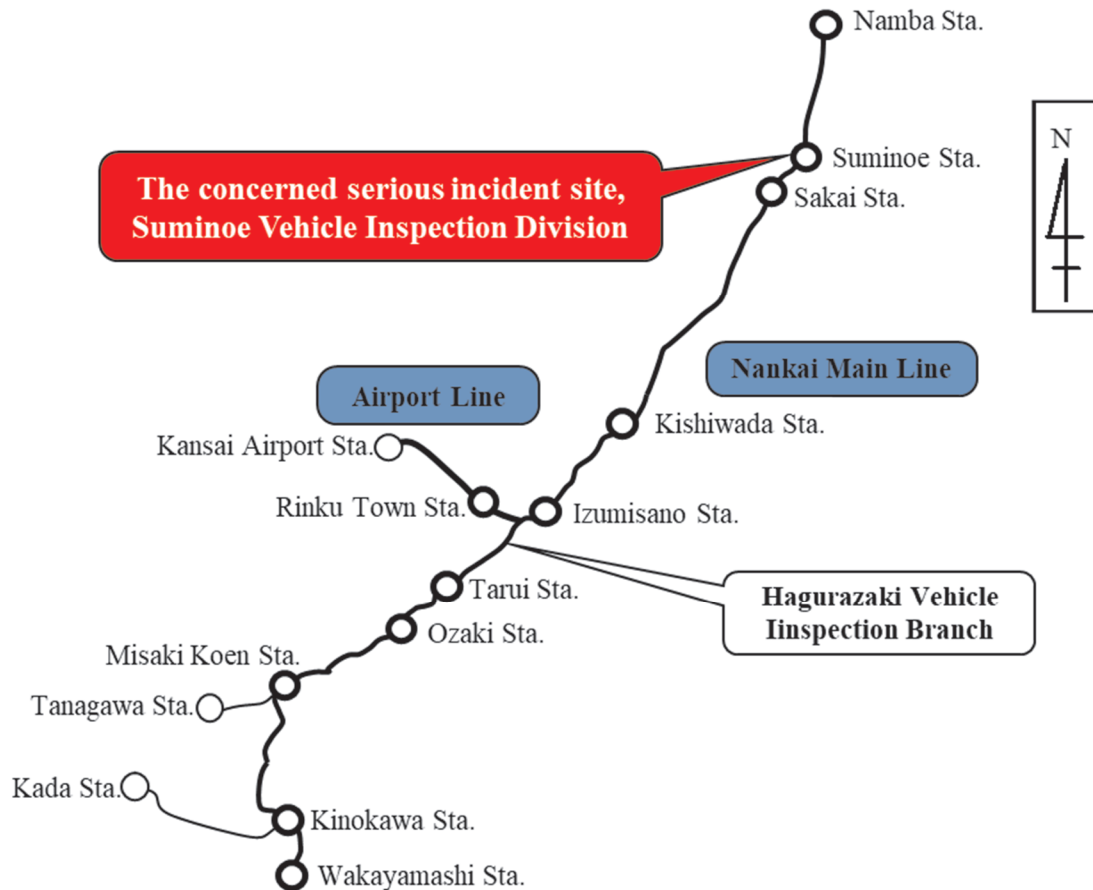 Namba Sta.
N
The concerned serious incident site,
Suminoe Vehicle Inspection Division
Suminoe Sta.
Sakai Sta.
Nankai Main Line
Airport Line
Kishiwada Sta.
Kansai Airport Sta.
Rinku Town Sta.
Izumisano Sta.
Hagurazaki Vehicle
Iinspection Branch
Tarui Sta.
Ozaki Sta.
Misaki Koen Sta.
Tanagawa Sta.
Kada Sta.
Kinokawa Sta.
Wakayamashi Sta.